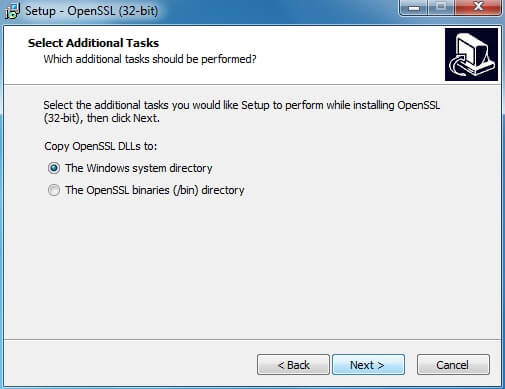 Setup - OpenSSL (32-bit)
Select Additional Tasks
Which additional tasks should be performed?
Select the additional tasks you would like Setup to perform while installing OpenSSL
(32-bit), then click Next.
Copy OpenSSL DLLs to:
The Windows system directory
The OpenSSL binaries (/bin) directory
< Back
Next >
Cancel